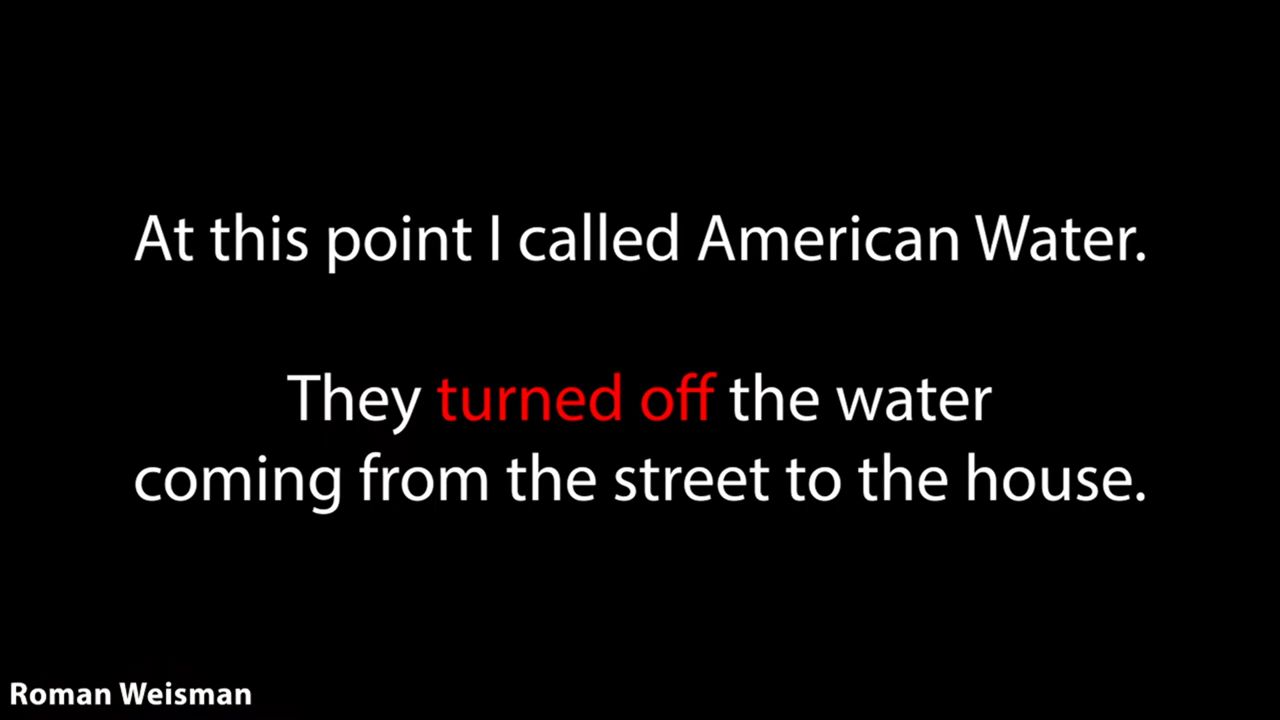 At this point I called American Water.
They turned off the water
coming from the street to the house.
Roman Weisman